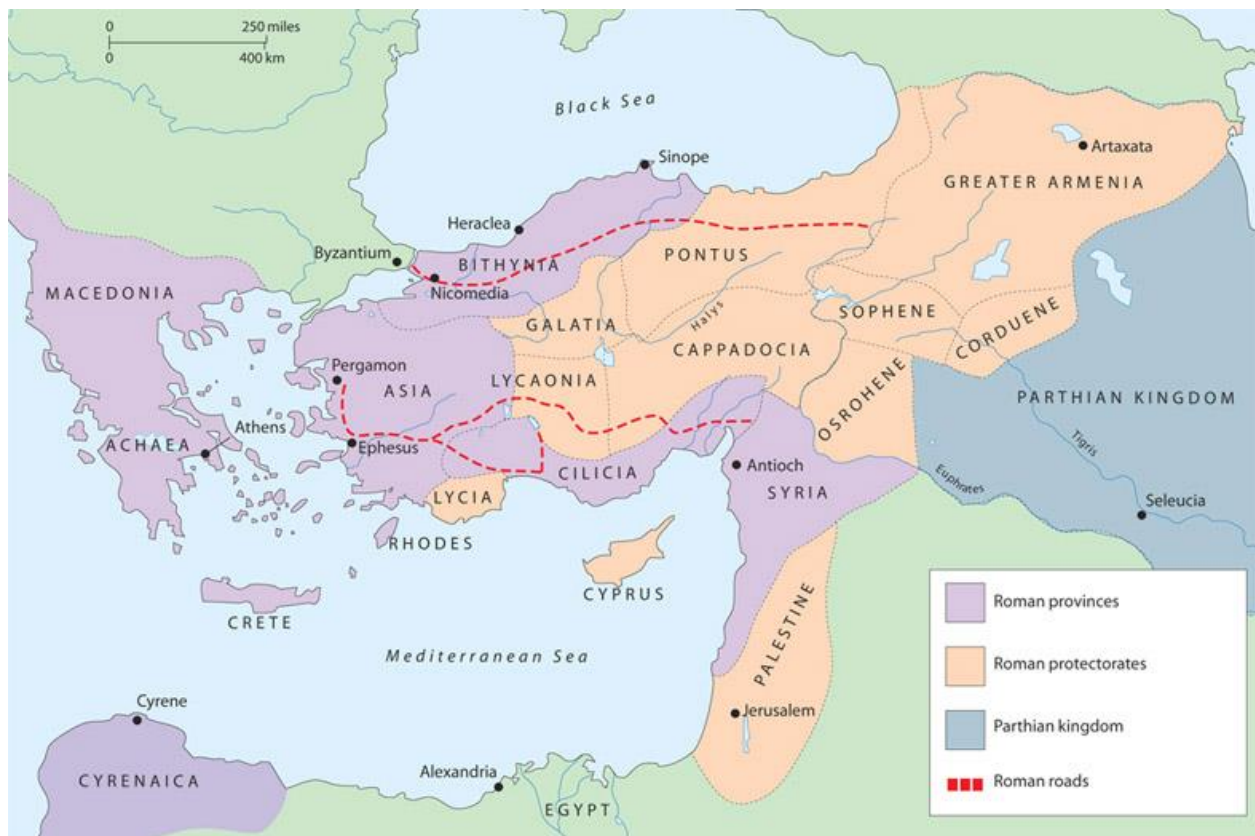 0 250 miles
0 400 km
Black Sea
Sinope
Artaxata
GREATER ARMENIA
Heraclea
Byzantium
BITHYNIA
PONTUS
Nicomedia
MACEDONIA
Halys
SOPHENE
GALATIA
CORDUENE
CAPPADOCIA
Pergamon
LYCAONIA
ASIA
OSROHENE
PARTHIAN KINGDOM
Athens
ACHAEA
Ephesus
Tigris
CILICIA
Antioch
Euphrates
SYRIA
LYCIA
Seleucia
RHODES
CYPRUS
CRETE
PALESTINE
Mediterranean Sea
Cyrene
Jerusalem
CYRENAICA
Alexandria
EGYPT
Roman provinces
Roman protectorates
Parthian kingdom
Roman roads